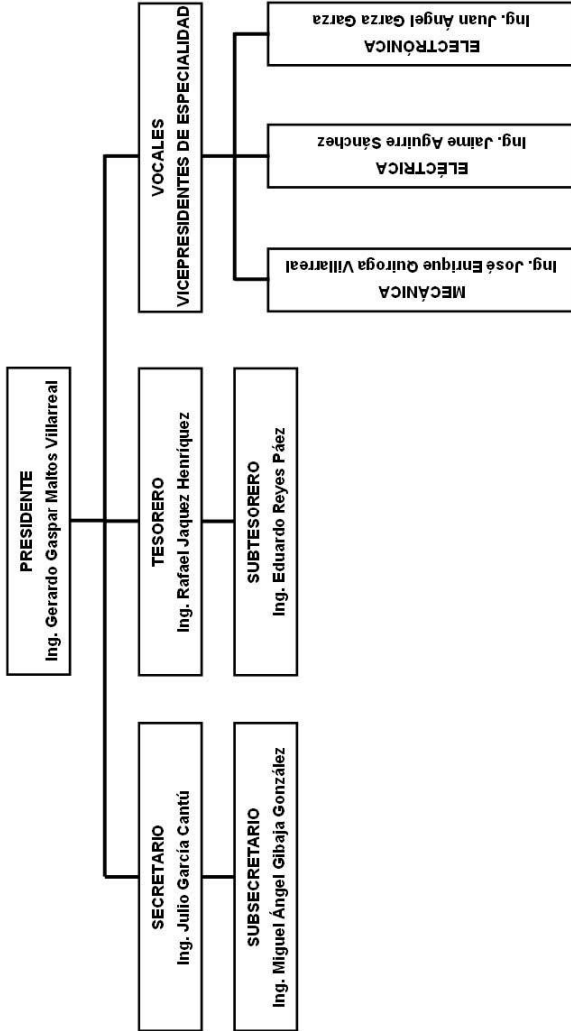 PRESIDENTE
Ing. Gerardo Gaspar Maltos Villarreal
SECRETARIO
Ing. Julio García Cantú
TESORERO
Ing. Rafael Jaquez Henríquez
VOCALES
VICEPRESIDENTES DE ESPECIALIDAD
SUBSECRETARIO
Ing. Miguel Ángel Gibaja González
SUBTESORERO
Ing. Eduardo Reyes Páez
MECÁNICA
Ing. José Enrique Quiroga Villarreal
ELÉCTRICA
Ing. Jaime Aguirre Sánchez
ELECTRÓNICA
Ing. Juan Ángel Garza Garza